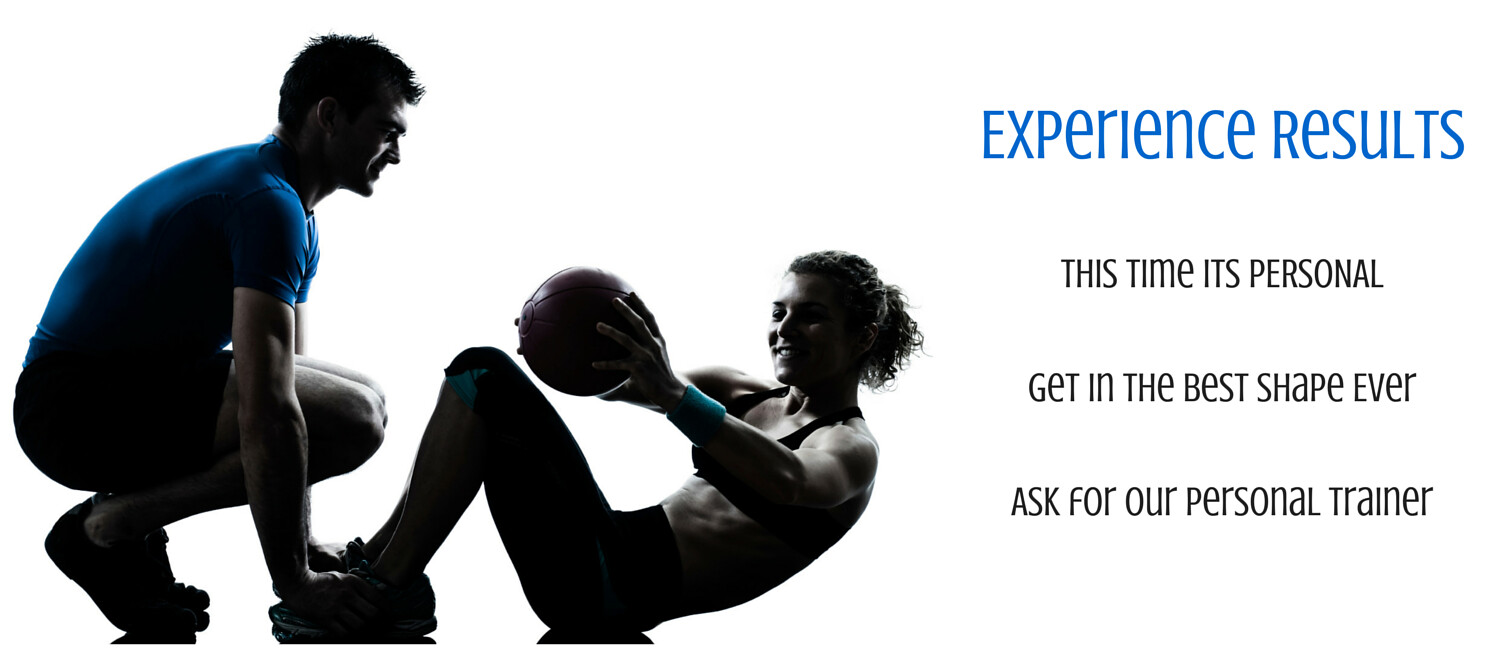 Experience Results
THIS TIME ITS PERSONAL
Get in the Best Shape Ever
Ask for our Personal Trainer